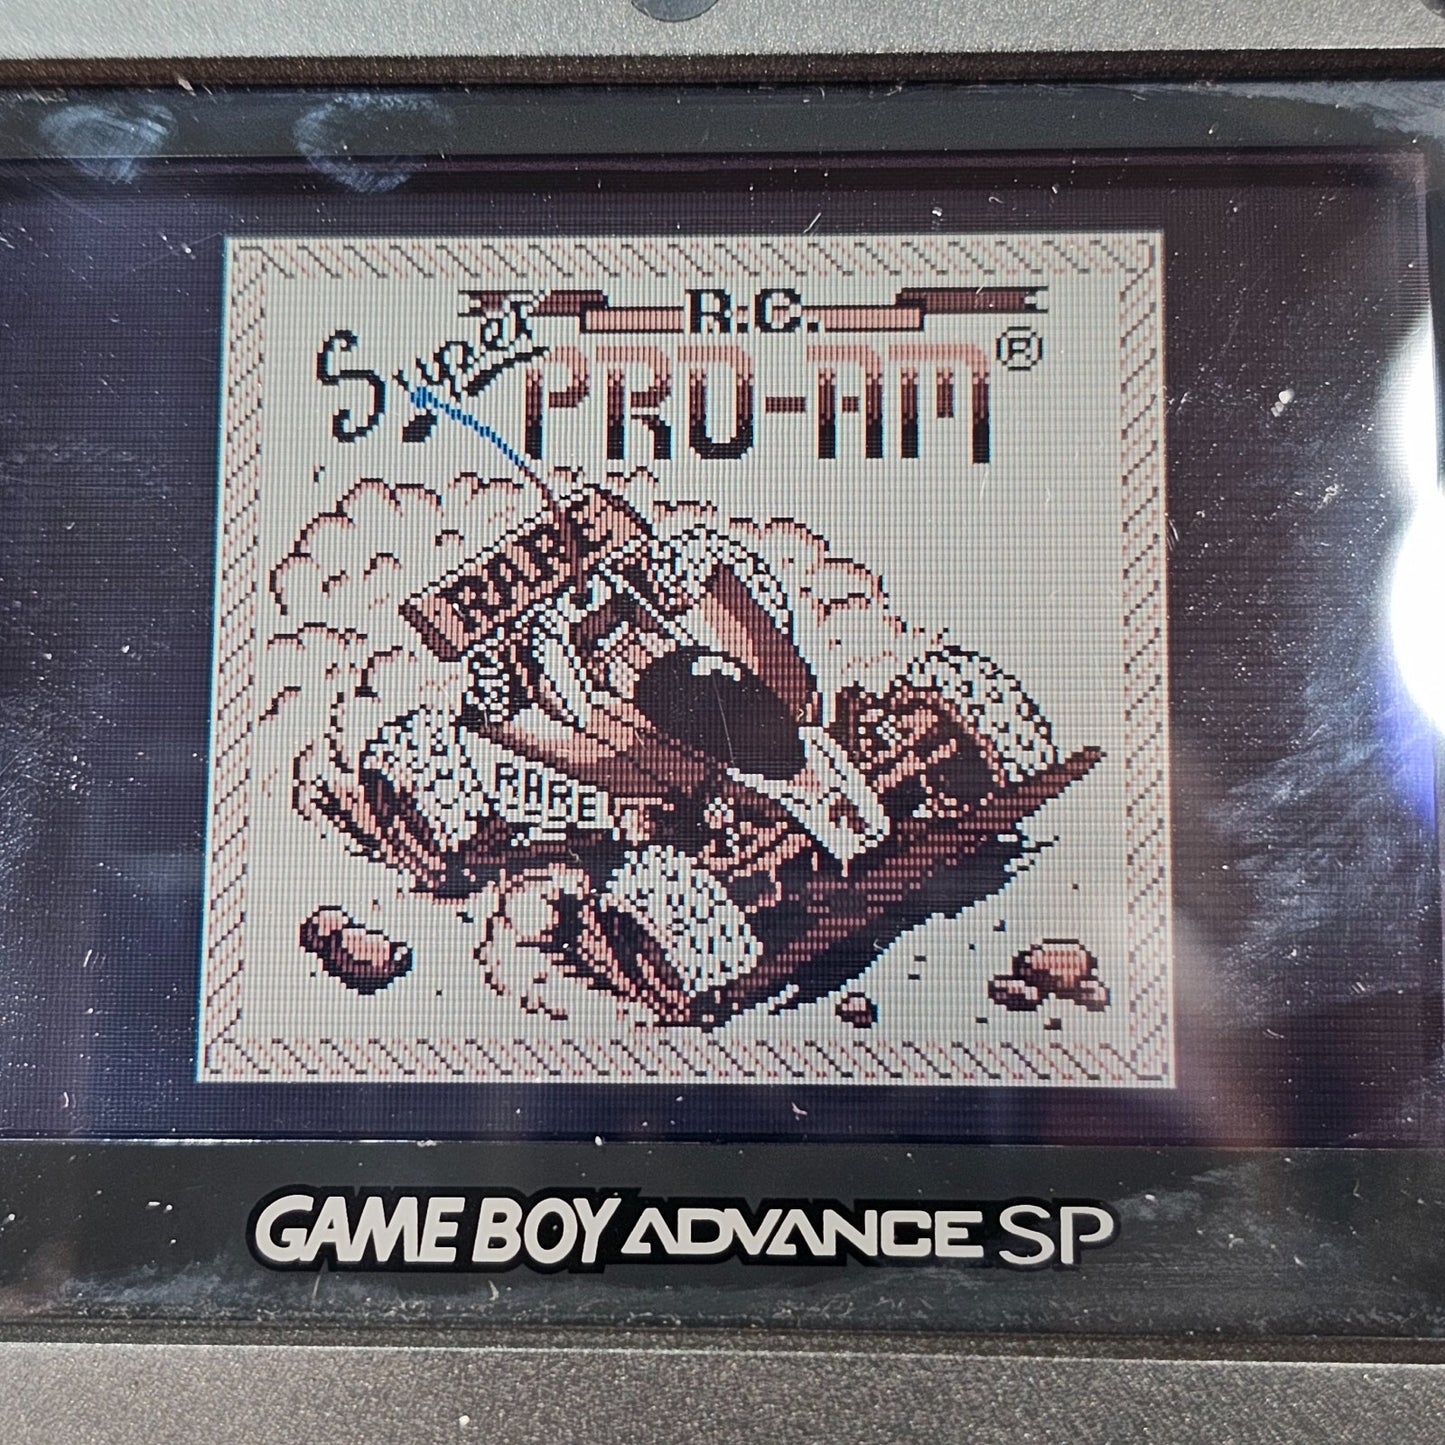 R.C.
Super PRO-AM ®
RARE
RARE
GAME BOY ADVANCE SP